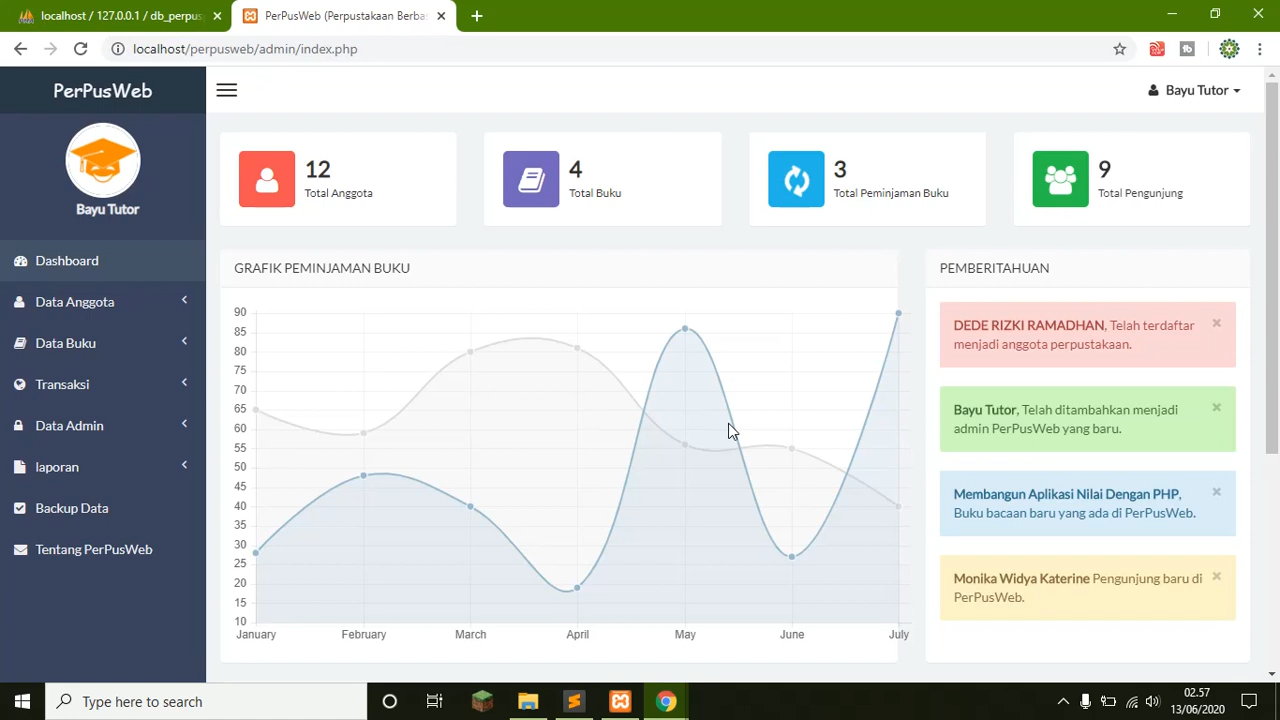 localhost / 127.0.0.1 / db_perpus
PerPusWeb (Perpustakaan Berbas
localhost/perpusweb/admin/index.php
PerPusWeb
Bayu Tutor
Bayu Tutor
Dashboard
Data Anggota
Data Buku
Transaksi
Data Admin
laporan
Backup Data
Tentang PerPusWeb
12
Total Anggota
4
Total Buku
3
Total Peminjaman Buku
9
Total Pengunjung
GRAFIK PEMINJAMAN BUKU
90
85
80
75
70
65
60
55
50
45
40
35
30
25
20
15
10
January February March April May June July
PEMBERITAHUAN
DEDE RIZKI RAMADHAN, Telah terdaftar
menjadi anggota perpustakaan.
Bayu Tutor, Telah ditambahkan menjadi
admin PerPusWeb yang baru.
Membangun Aplikasi Nilai Dengan PHP,
Buku bacaan baru yang ada di PerPusWeb.
Monika Widya Katerine Pengunjung baru di
PerPusWeb.
Type here to search
02.57
13/06/2020